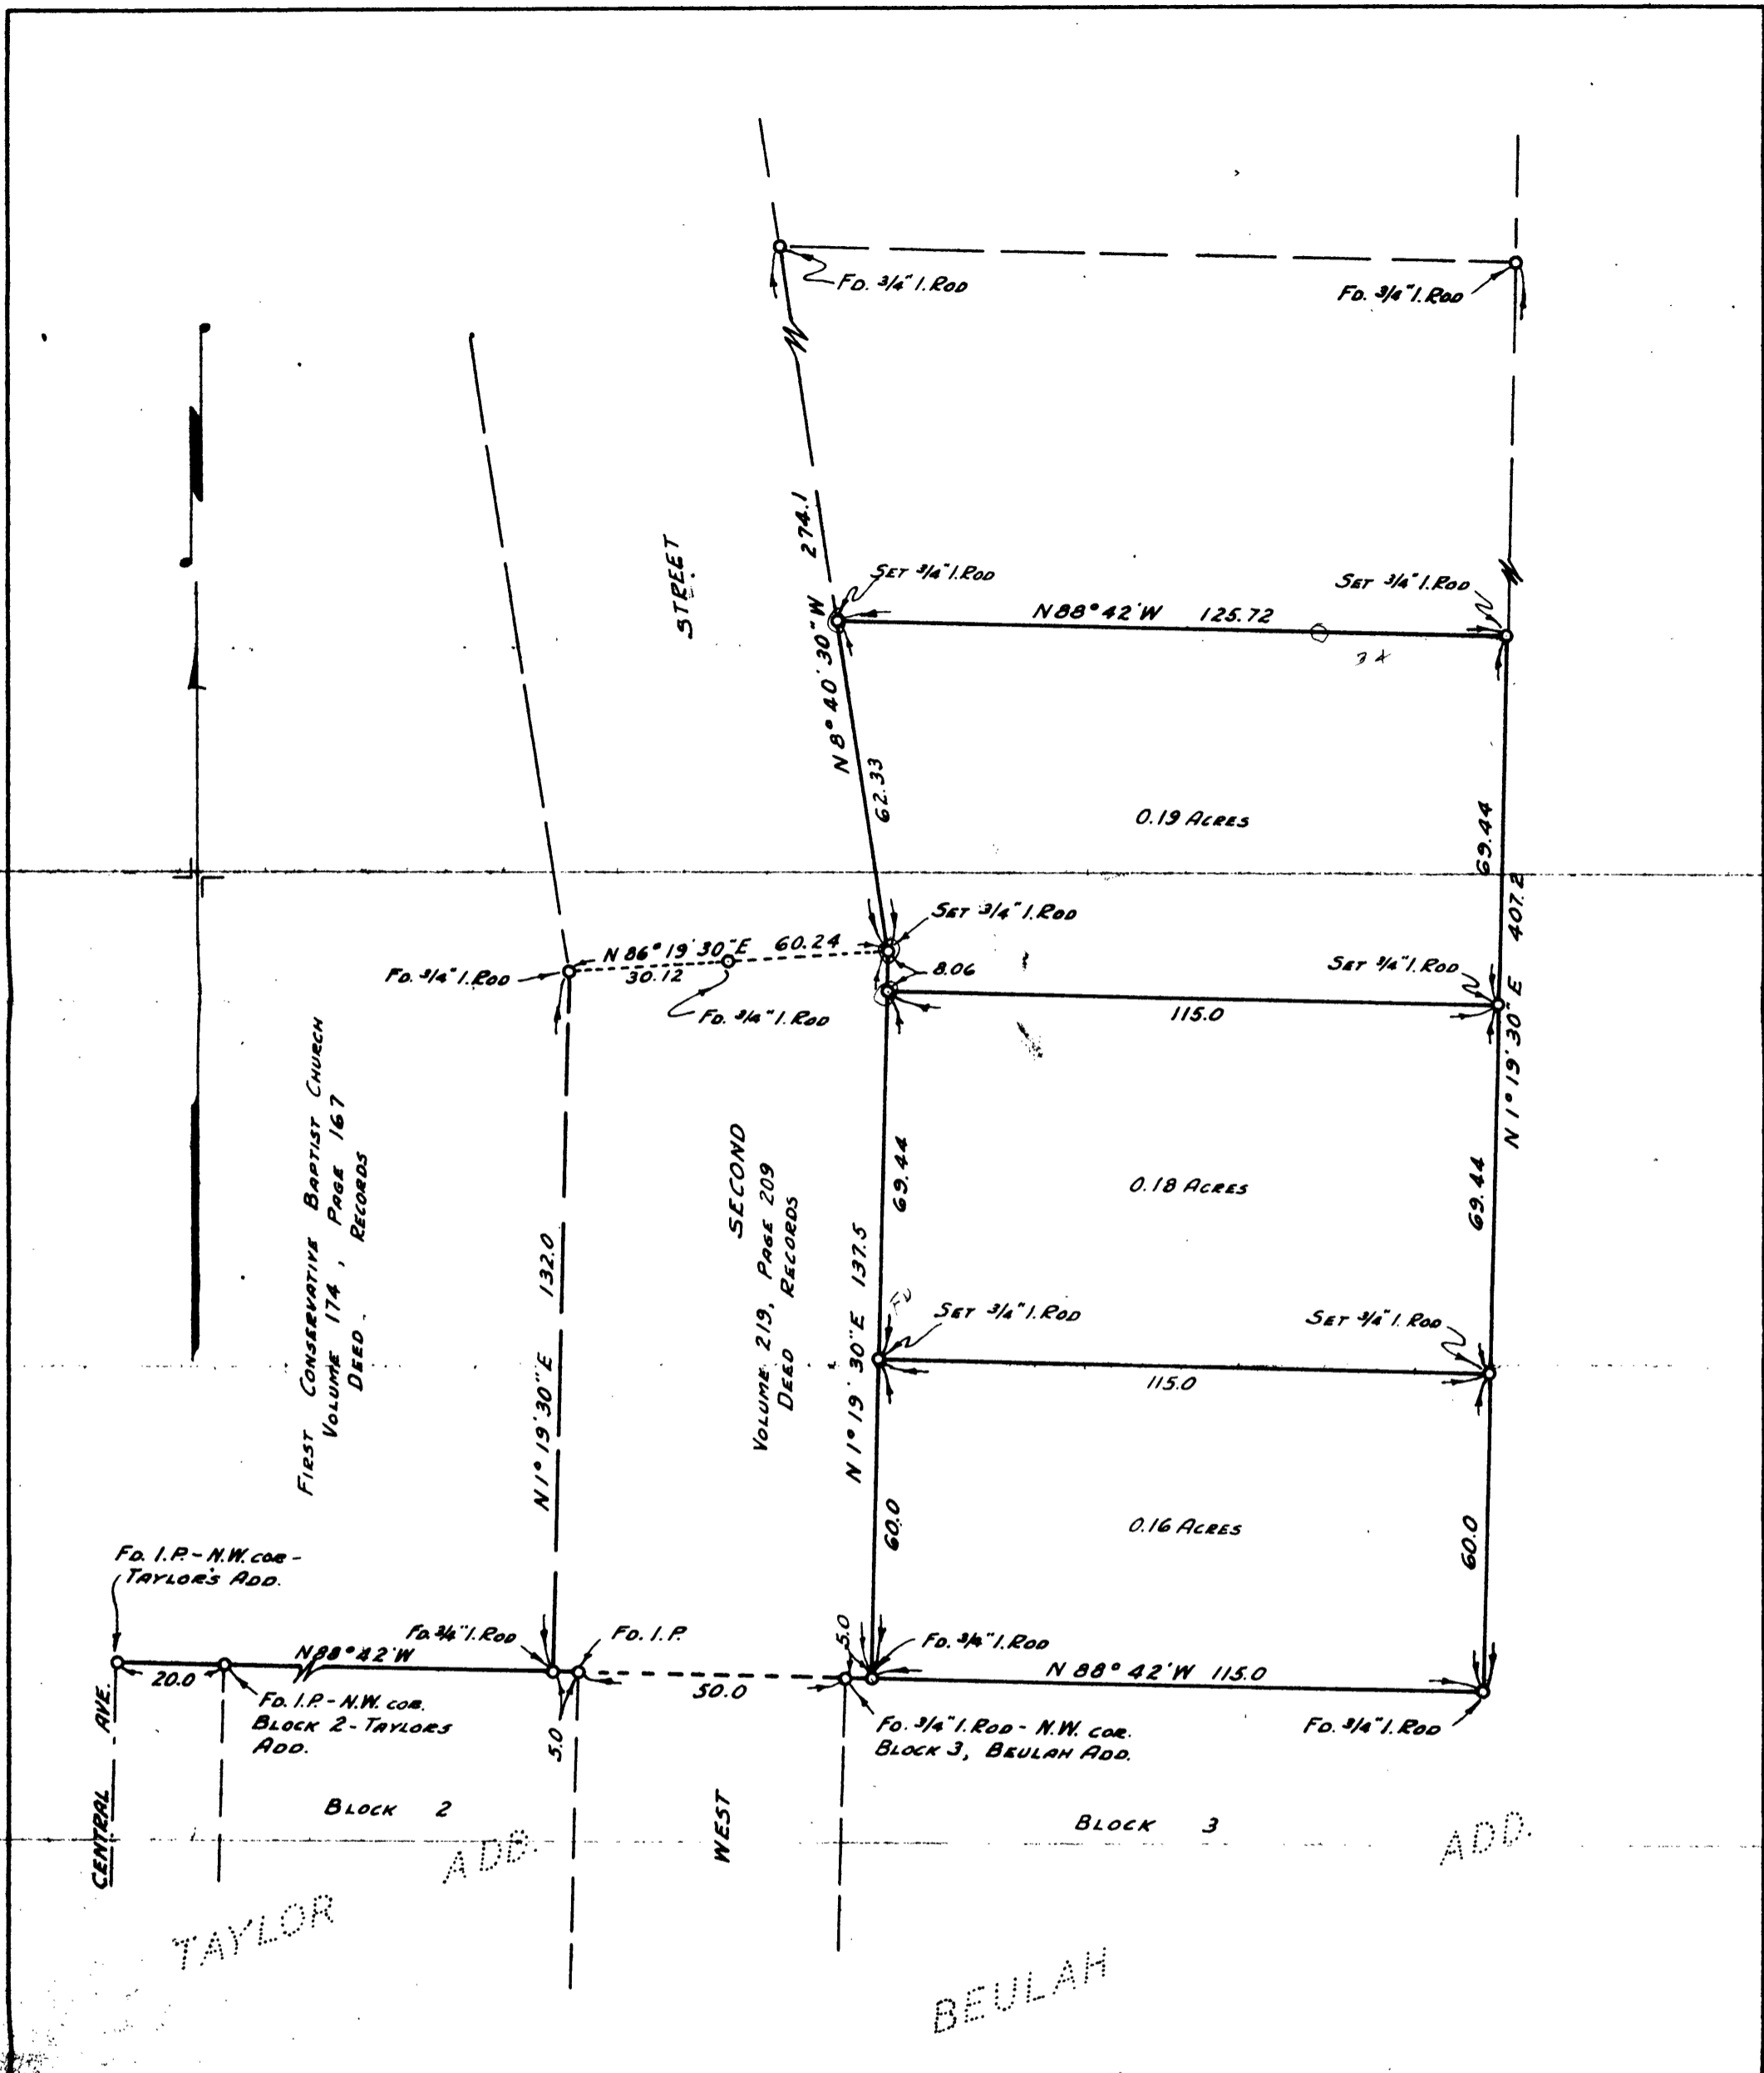 Fd. 3/4" I. Rod
Fd. 3/4" I. Rod
STREET
N 8° 40' 30" W 274.1
Set 3/4" I. Rod
Set 3/4" I. Rod
N 88° 42' W 125.72
62.33
0.19 Acres
69.44
N 1° 19' 30" E 407.2
Set 3/4" I. Rod
N 86° 19' 30" E 60.24
Fd. 3/4" I. Rod
30.12
8.06
Set 3/4" I. Rod
Fd. 3/4" I. Rod
115.0
First Conservative Baptist Church
Volume 174, Page 167
Deed Records
SECOND
Volume 219, Page 209
Deed Records
69.44
0.18 Acres
69.44
N 1° 19' 30" E 132.0
N 1° 19' 30" E 137.5
Set 3/4" I. Rod
Set 3/4" I. Rod
115.0
60.0
0.16 Acres
60.0
Fd. I.P. - N.W. cor -
Taylor's Add.
Fd. 3/4" I. Rod
Fd. I.P.
5.0
Fd. 3/4" I. Rod
N 88° 42' W
20.0
50.0
N 88° 42' W 115.0
Fd. I.P. - N.W. cor.
Block 2 - Taylors
Add.
5.0
Fd. 3/4" I. Rod - N.W. cor.
Block 3, Beulah Add.
Fd. 3/4" I. Rod
CENTRAL AVE.
Block 2
WEST
Block 3
TAYLOR ADD.
BEULAH ADD.